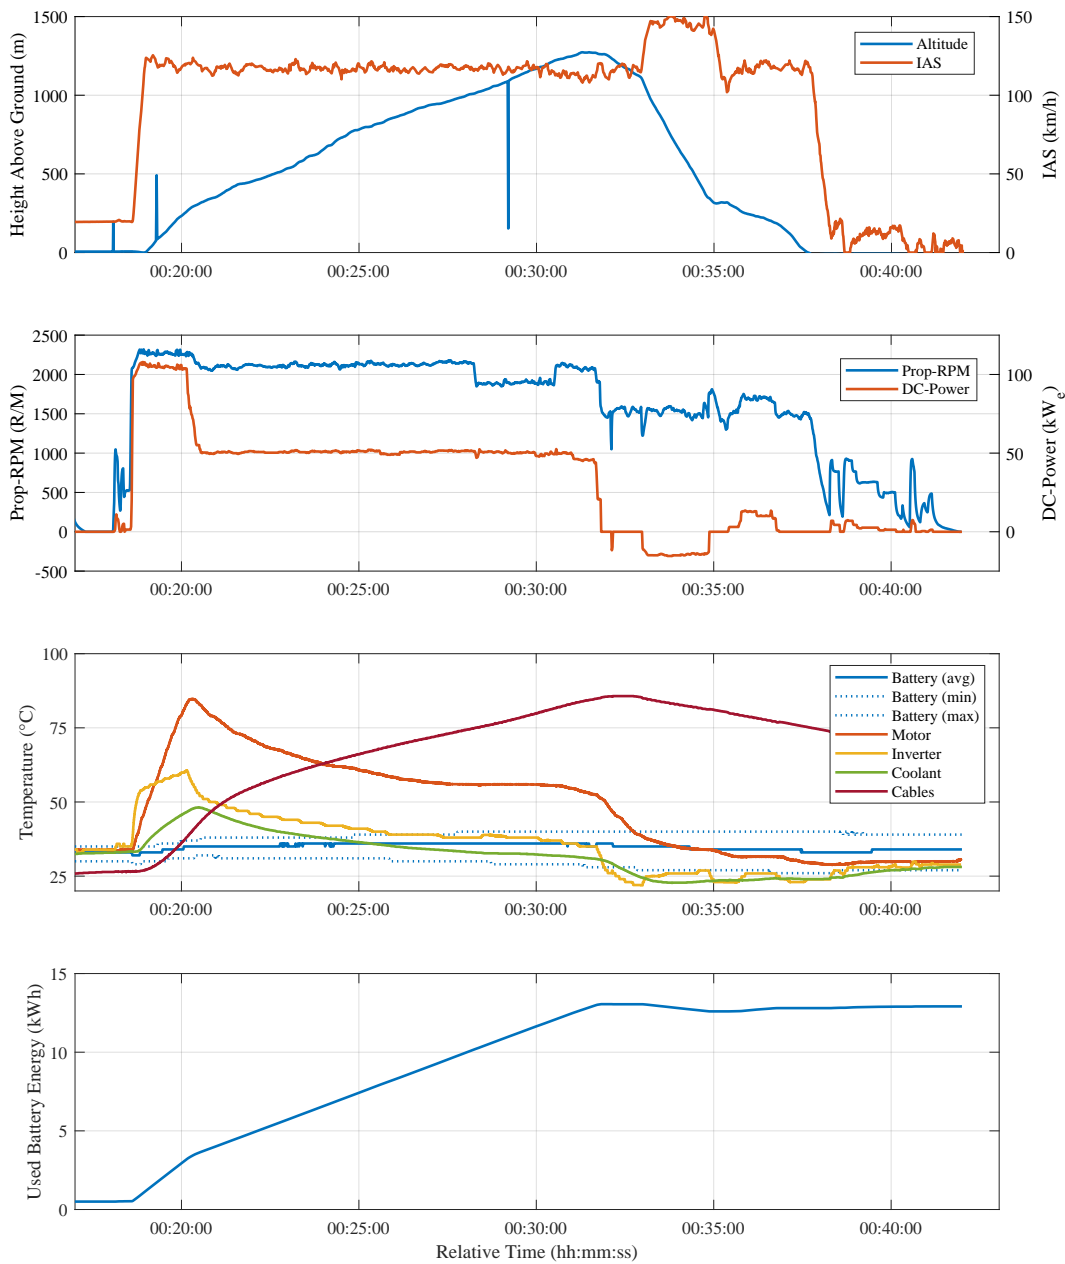 1500
1000
500
0
Height Above Ground (m)
150
100
50
0
IAS (km/h)
Altitude
IAS
00:20:00 00:25:00 00:30:00 00:35:00 00:40:00
2500
2000
1500
1000
500
0
-500
Prop-RPM (R/M)
100
50
0
DC-Power (kWe)
Prop-RPM
DC-Power
00:20:00 00:25:00 00:30:00 00:35:00 00:40:00
100
75
50
25
Temperature (°C)
Battery (avg)
Battery (min)
Battery (max)
Motor
Inverter
Coolant
Cables
00:20:00 00:25:00 00:30:00 00:35:00 00:40:00
15
10
5
0
Used Battery Energy (kWh)
00:20:00 00:25:00 00:30:00 00:35:00 00:40:00
Relative Time (hh:mm:ss)